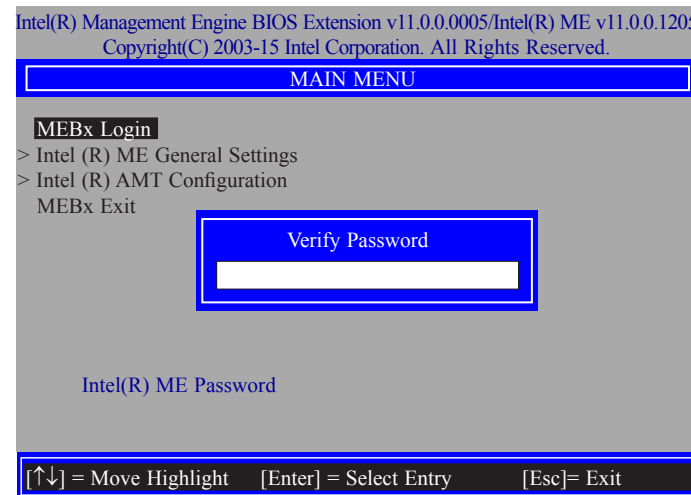 Intel(R) Management Engine BIOS Extension v11.0.0.0005/Intel(R) ME v11.0.0.1205
Copyright(C) 2003-15 Intel Corporation. All Rights Reserved.
MAIN MENU
MEBx Login
> Intel (R) ME General Settings
> Intel (R) AMT Configuration
MEBx Exit
Verify Password
Intel(R) ME Password
[↑↓] = Move Highlight [Enter] = Select Entry [Esc]= Exit